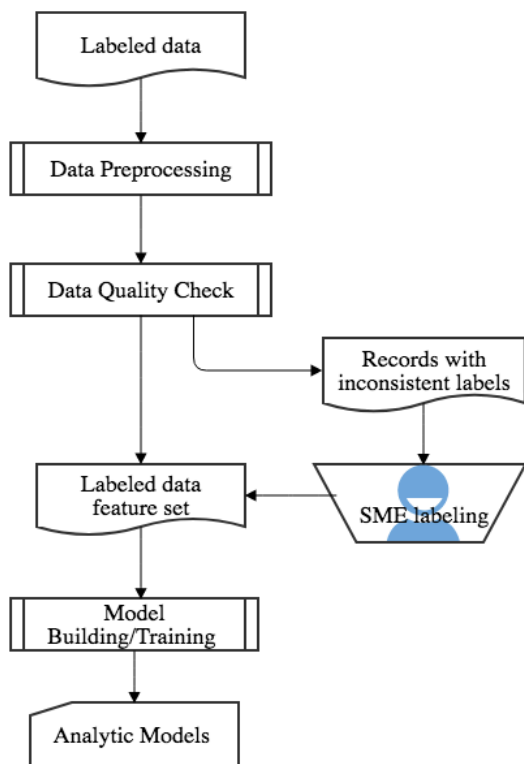 Labeled data
Data Preprocessing
Data Quality Check
Records with
inconsistent labels
Labeled data
feature set
SME labeling
Model
Building/Training
Analytic Models